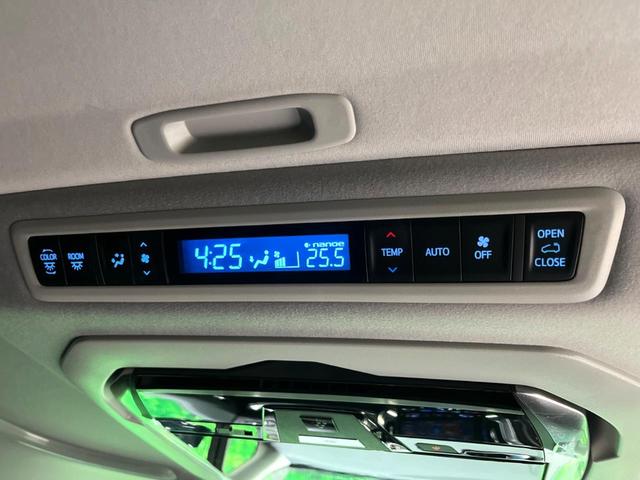 COLOR
ROOM
4:25
nanoe
25.5
TEMP
AUTO
OFF
OPEN
CLOSE